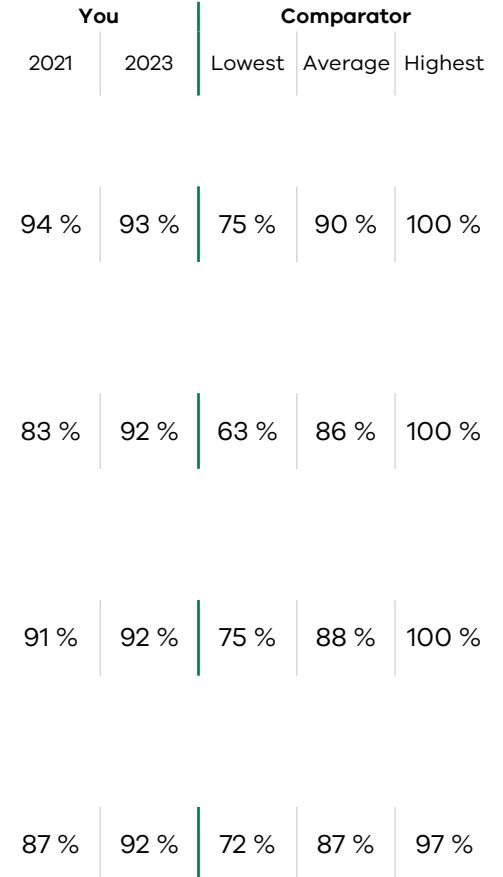 You Comparator
2021 2023 Lowest Average Highest
94 % 93 % 75 % 90 % 100 %
83 % 92 % 63 % 86 % 100 %
91 % 92 % 75 % 88 % 100 %
87 % 92 % 72 % 87 % 97 %